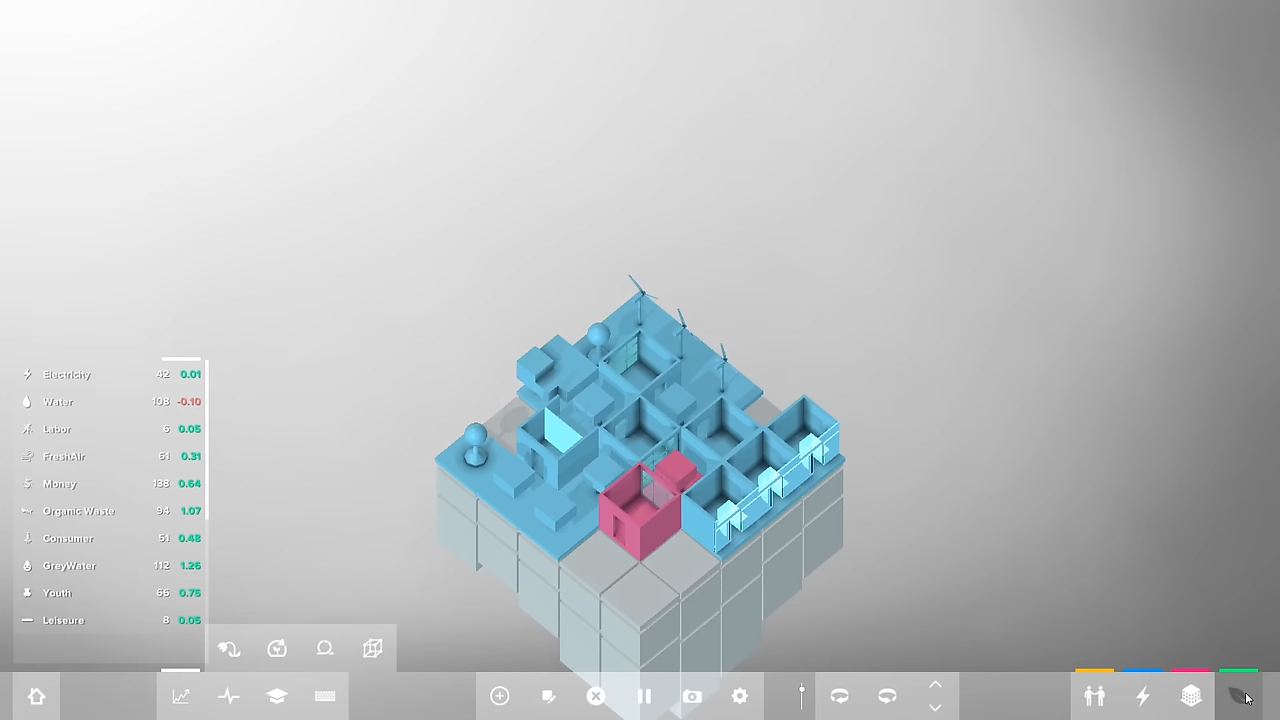 Electricity 42 0.01
Water 108 -0.10
Labor 6 0.05
FreshAir 61 0.31
Money 138 0.64
Organic Waste 94 1.07
Consumer 51 0.48
GreyWater 112 1.26
Youth 66 0.75
Leiseure 8 0.05